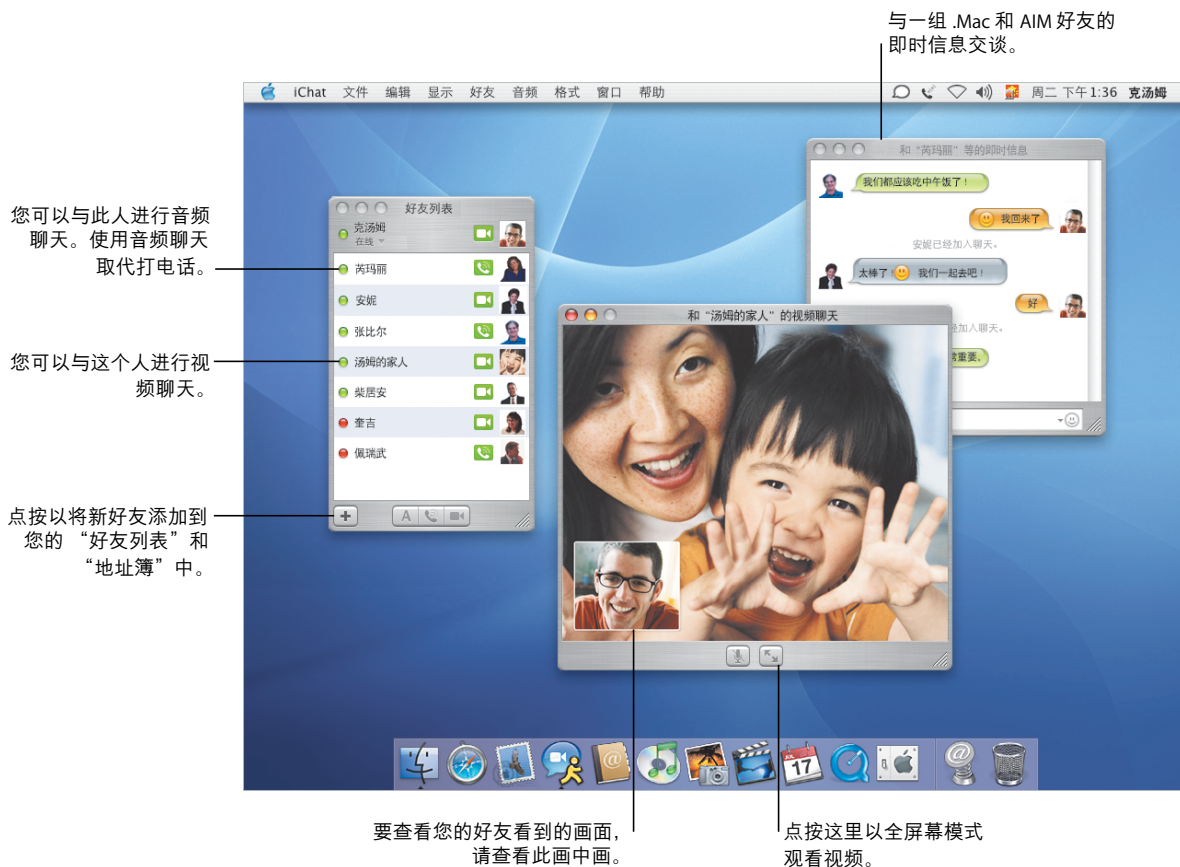 与一组 .Mac 和 AIM 好友的
即时信息交谈。
iChat 文件 编辑 显示 好友 音频 格式 窗口 帮助
周二 下午 1:36 克汤姆
和“芮玛丽”等的即时信息
我们都应该吃中午饭了！
我回来了
安妮已经加入聊天。
太棒了！ 我们一起去吧！
好
经加入聊天。
常重要。
您可以与此人进行音频
聊天。使用音频聊天
取代打电话。
您可以与这个人进行视
频聊天。
点按以将新好友添加到
您的 “好友列表”和
“地址簿”中。
好友列表
克汤姆
在线
芮玛丽
安妮
张比尔
汤姆的家人
柴居安
奎吉
佩瑞武
A
和“汤姆的家人”的视频聊天
JUL
17
要查看您的好友看到的画面，
请查看此画中画。
点按这里以全屏幕模式
观看视频。